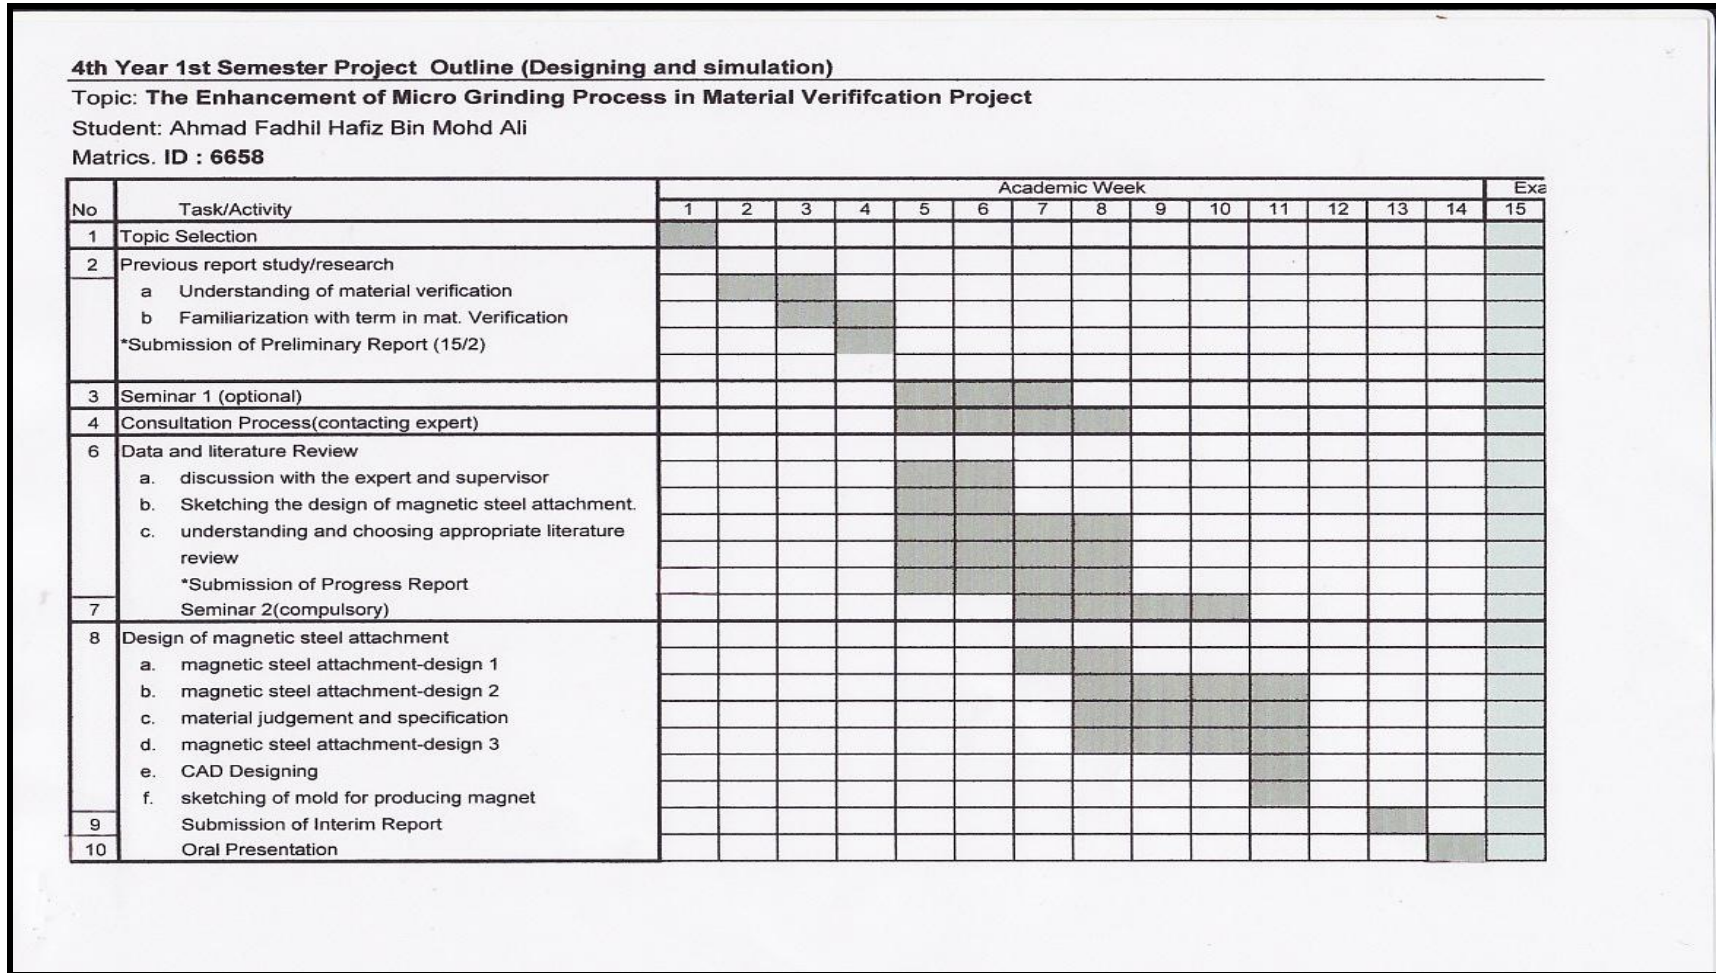 4th Year 1st Semester Project Outline (Designing and simulation)
Topic: The Enhancement of Micro Grinding Process in Material Verififcation Project
Student: Ahmad Fadhil Hafiz Bin Mohd Ali
Matrics. ID : 6658
Academic Week Exa
No Task/Activity 1 2 3 4 5 6 7 8 9 10 11 12 13 14 15
1 Topic Selection
2 Previous report study/research
a Understanding of material verification
b Familiarization with term in mat. Verification
*Submission of Preliminary Report (15/2)
3 Seminar 1 (optional)
4 Consultation Process(contacting expert)
6 Data and literature Review
a. discussion with the expert and supervisor
b. Sketching the design of magnetic steel attachment.
c. understanding and choosing appropriate literature
review
*Submission of Progress Report
7 Seminar 2(compulsory)
8 Design of magnetic steel attachment
a. magnetic steel attachment-design 1
b. magnetic steel attachment-design 2
c. material judgement and specification
d. magnetic steel attachment-design 3
e. CAD Designing
f. sketching of mold for producing magnet
9 Submission of Interim Report
10 Oral Presentation